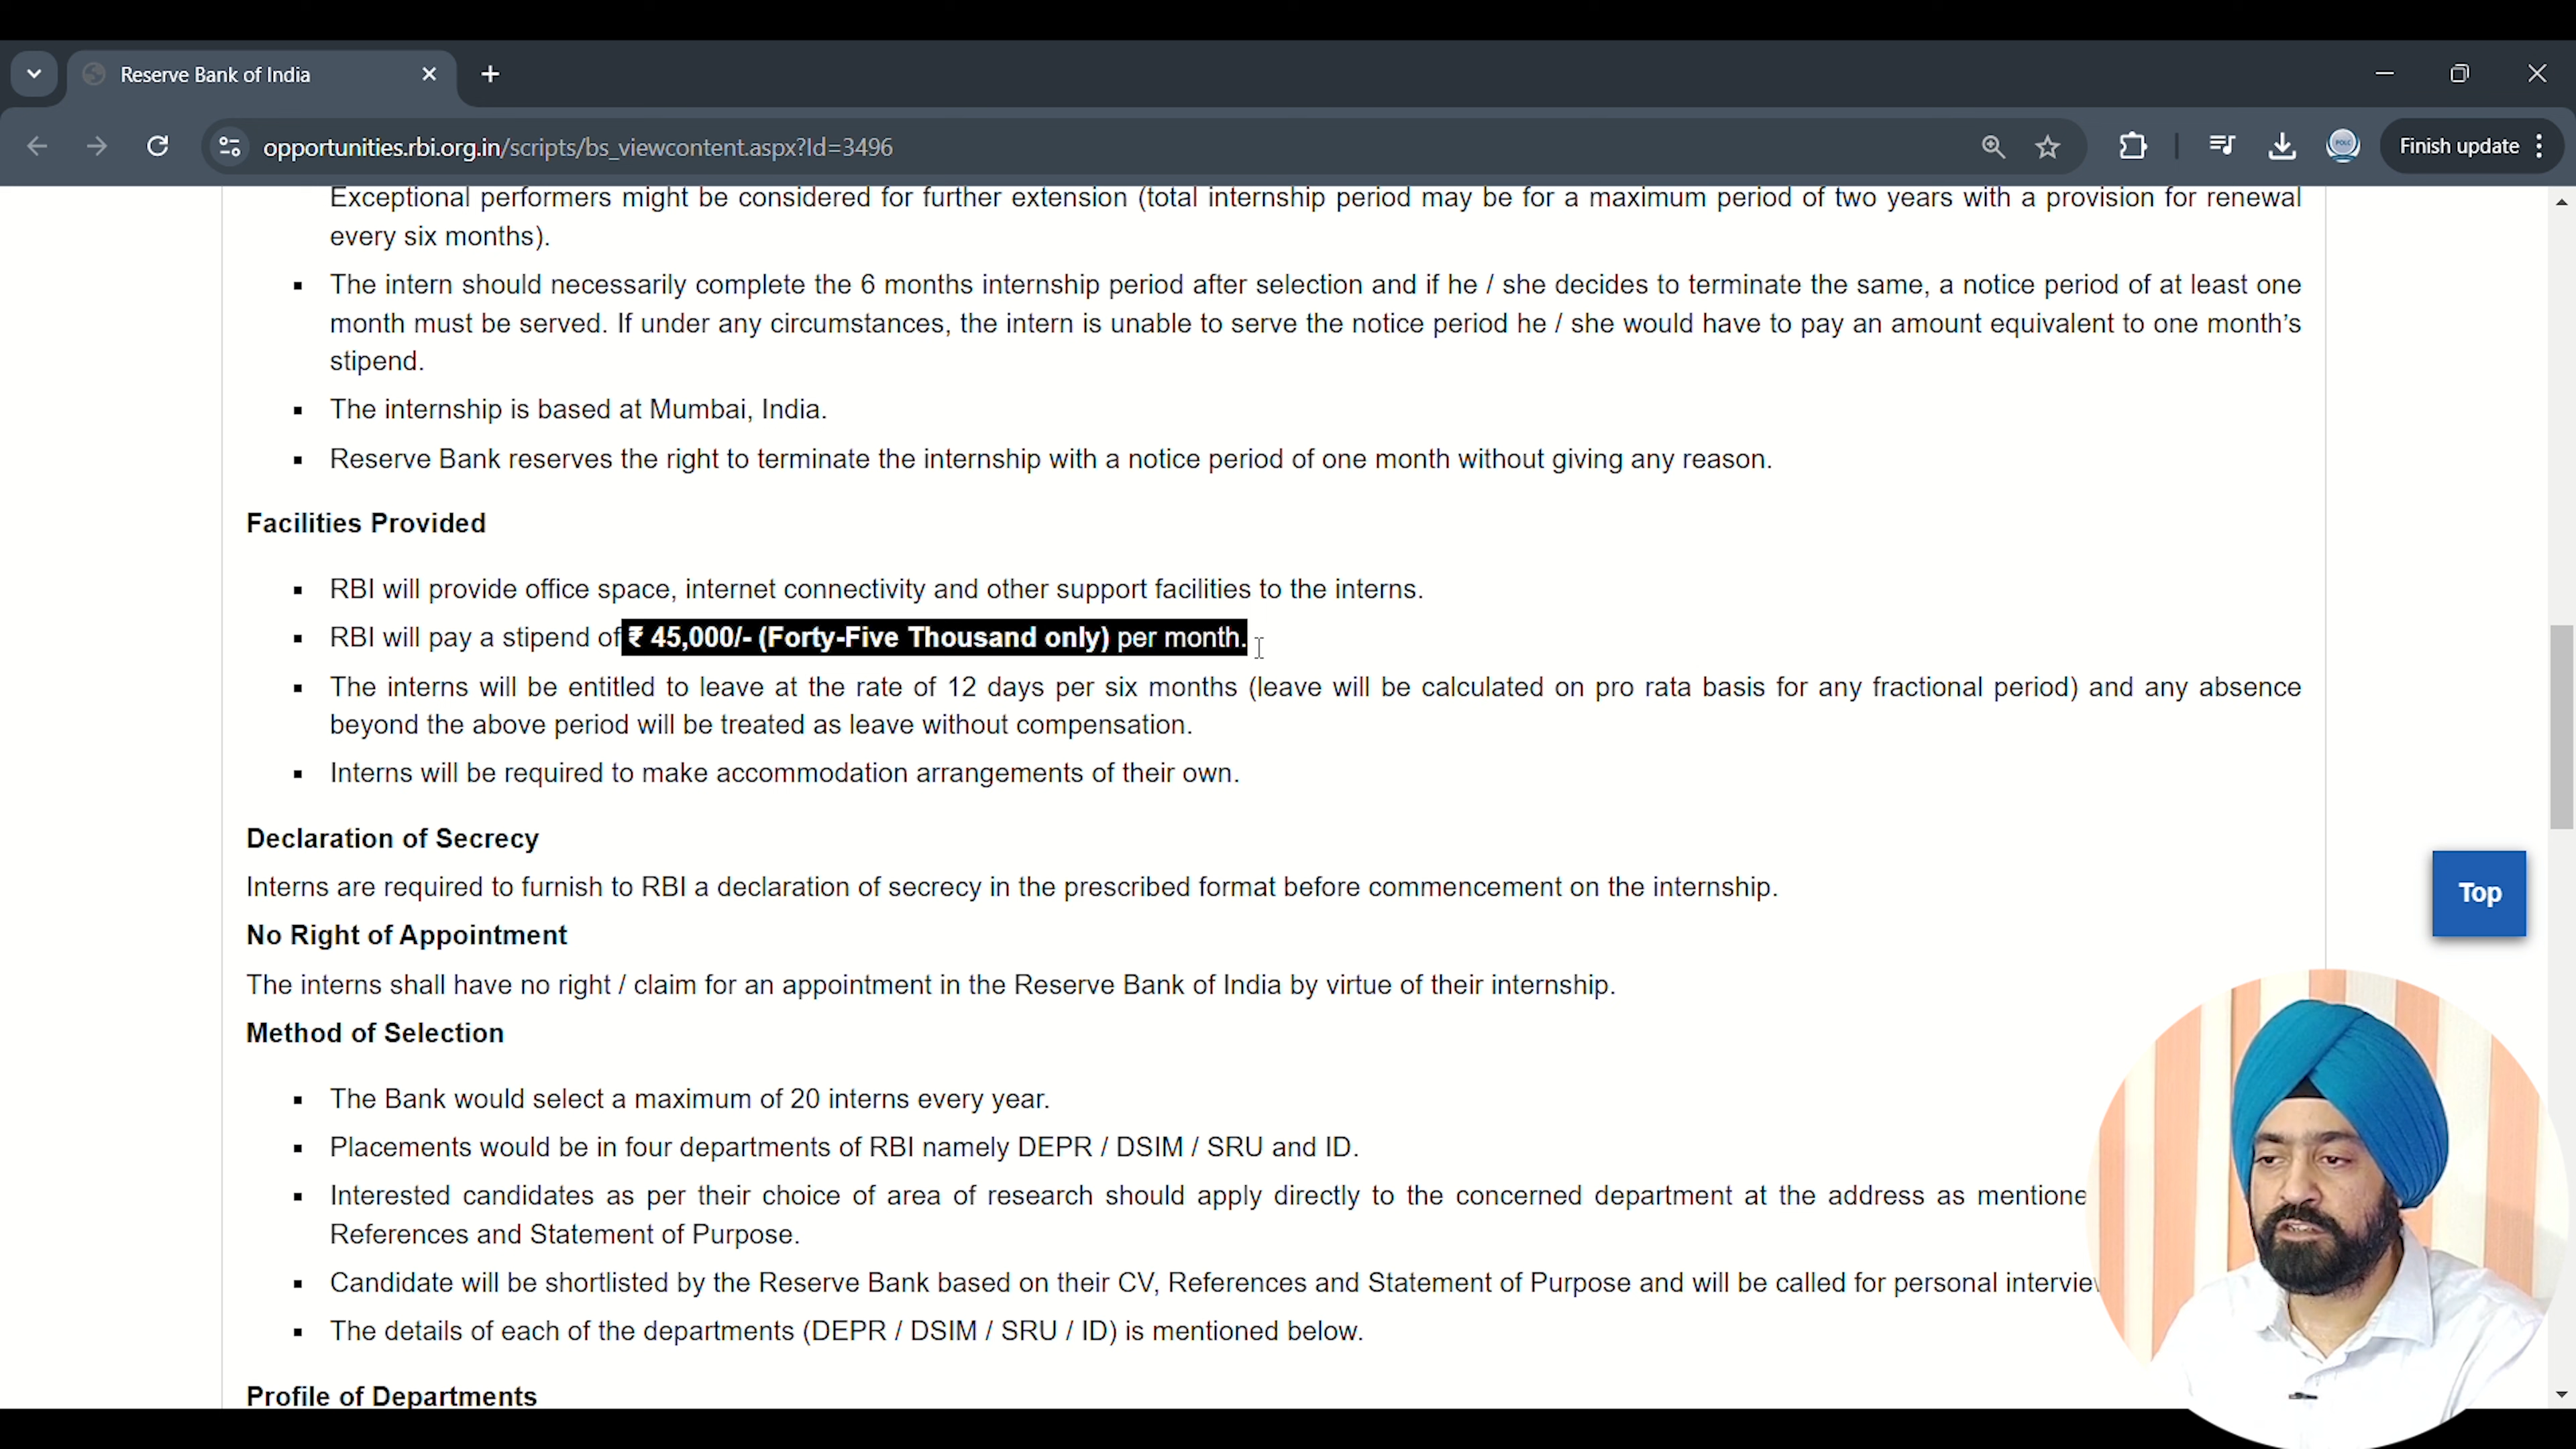 Reserve Bank of India
opportunities.rbi.org.in/scripts/bs_viewcontent.aspx?Id=3496
Finish update
Exceptional performers might be considered for further extension (total internship period may be for a maximum period of two years with a provision for renewal
every six months).
The intern should necessarily complete the 6 months internship period after selection and if he / she decides to terminate the same, a notice period of at least one
month must be served. If under any circumstances, the intern is unable to serve the notice period he / she would have to pay an amount equivalent to one month’s
stipend.
The internship is based at Mumbai, India.
Reserve Bank reserves the right to terminate the internship with a notice period of one month without giving any reason.
Facilities Provided
RBI will provide office space, internet connectivity and other support facilities to the interns.
RBI will pay a stipend of ₹ 45,000/- (Forty-Five Thousand only) per month.
The interns will be entitled to leave at the rate of 12 days per six months (leave will be calculated on pro rata basis for any fractional period) and any absence
beyond the above period will be treated as leave without compensation.
Interns will be required to make accommodation arrangements of their own.
Declaration of Secrecy
Interns are required to furnish to RBI a declaration of secrecy in the prescribed format before commencement on the internship.
Top
No Right of Appointment
The interns shall have no right / claim for an appointment in the Reserve Bank of India by virtue of their internship.
Method of Selection
The Bank would select a maximum of 20 interns every year.
Placements would be in four departments of RBI namely DEPR / DSIM / SRU and ID.
Interested candidates as per their choice of area of research should apply directly to the concerned department at the address as
References and Statement of Purpose.
Candidate will be shortlisted by the Reserve Bank based on their CV, References and Statement of Purpose and will be called for personal
The details of each of the departments (DEPR / DSIM / SRU / ID) is mentioned below.
Profile of Departments